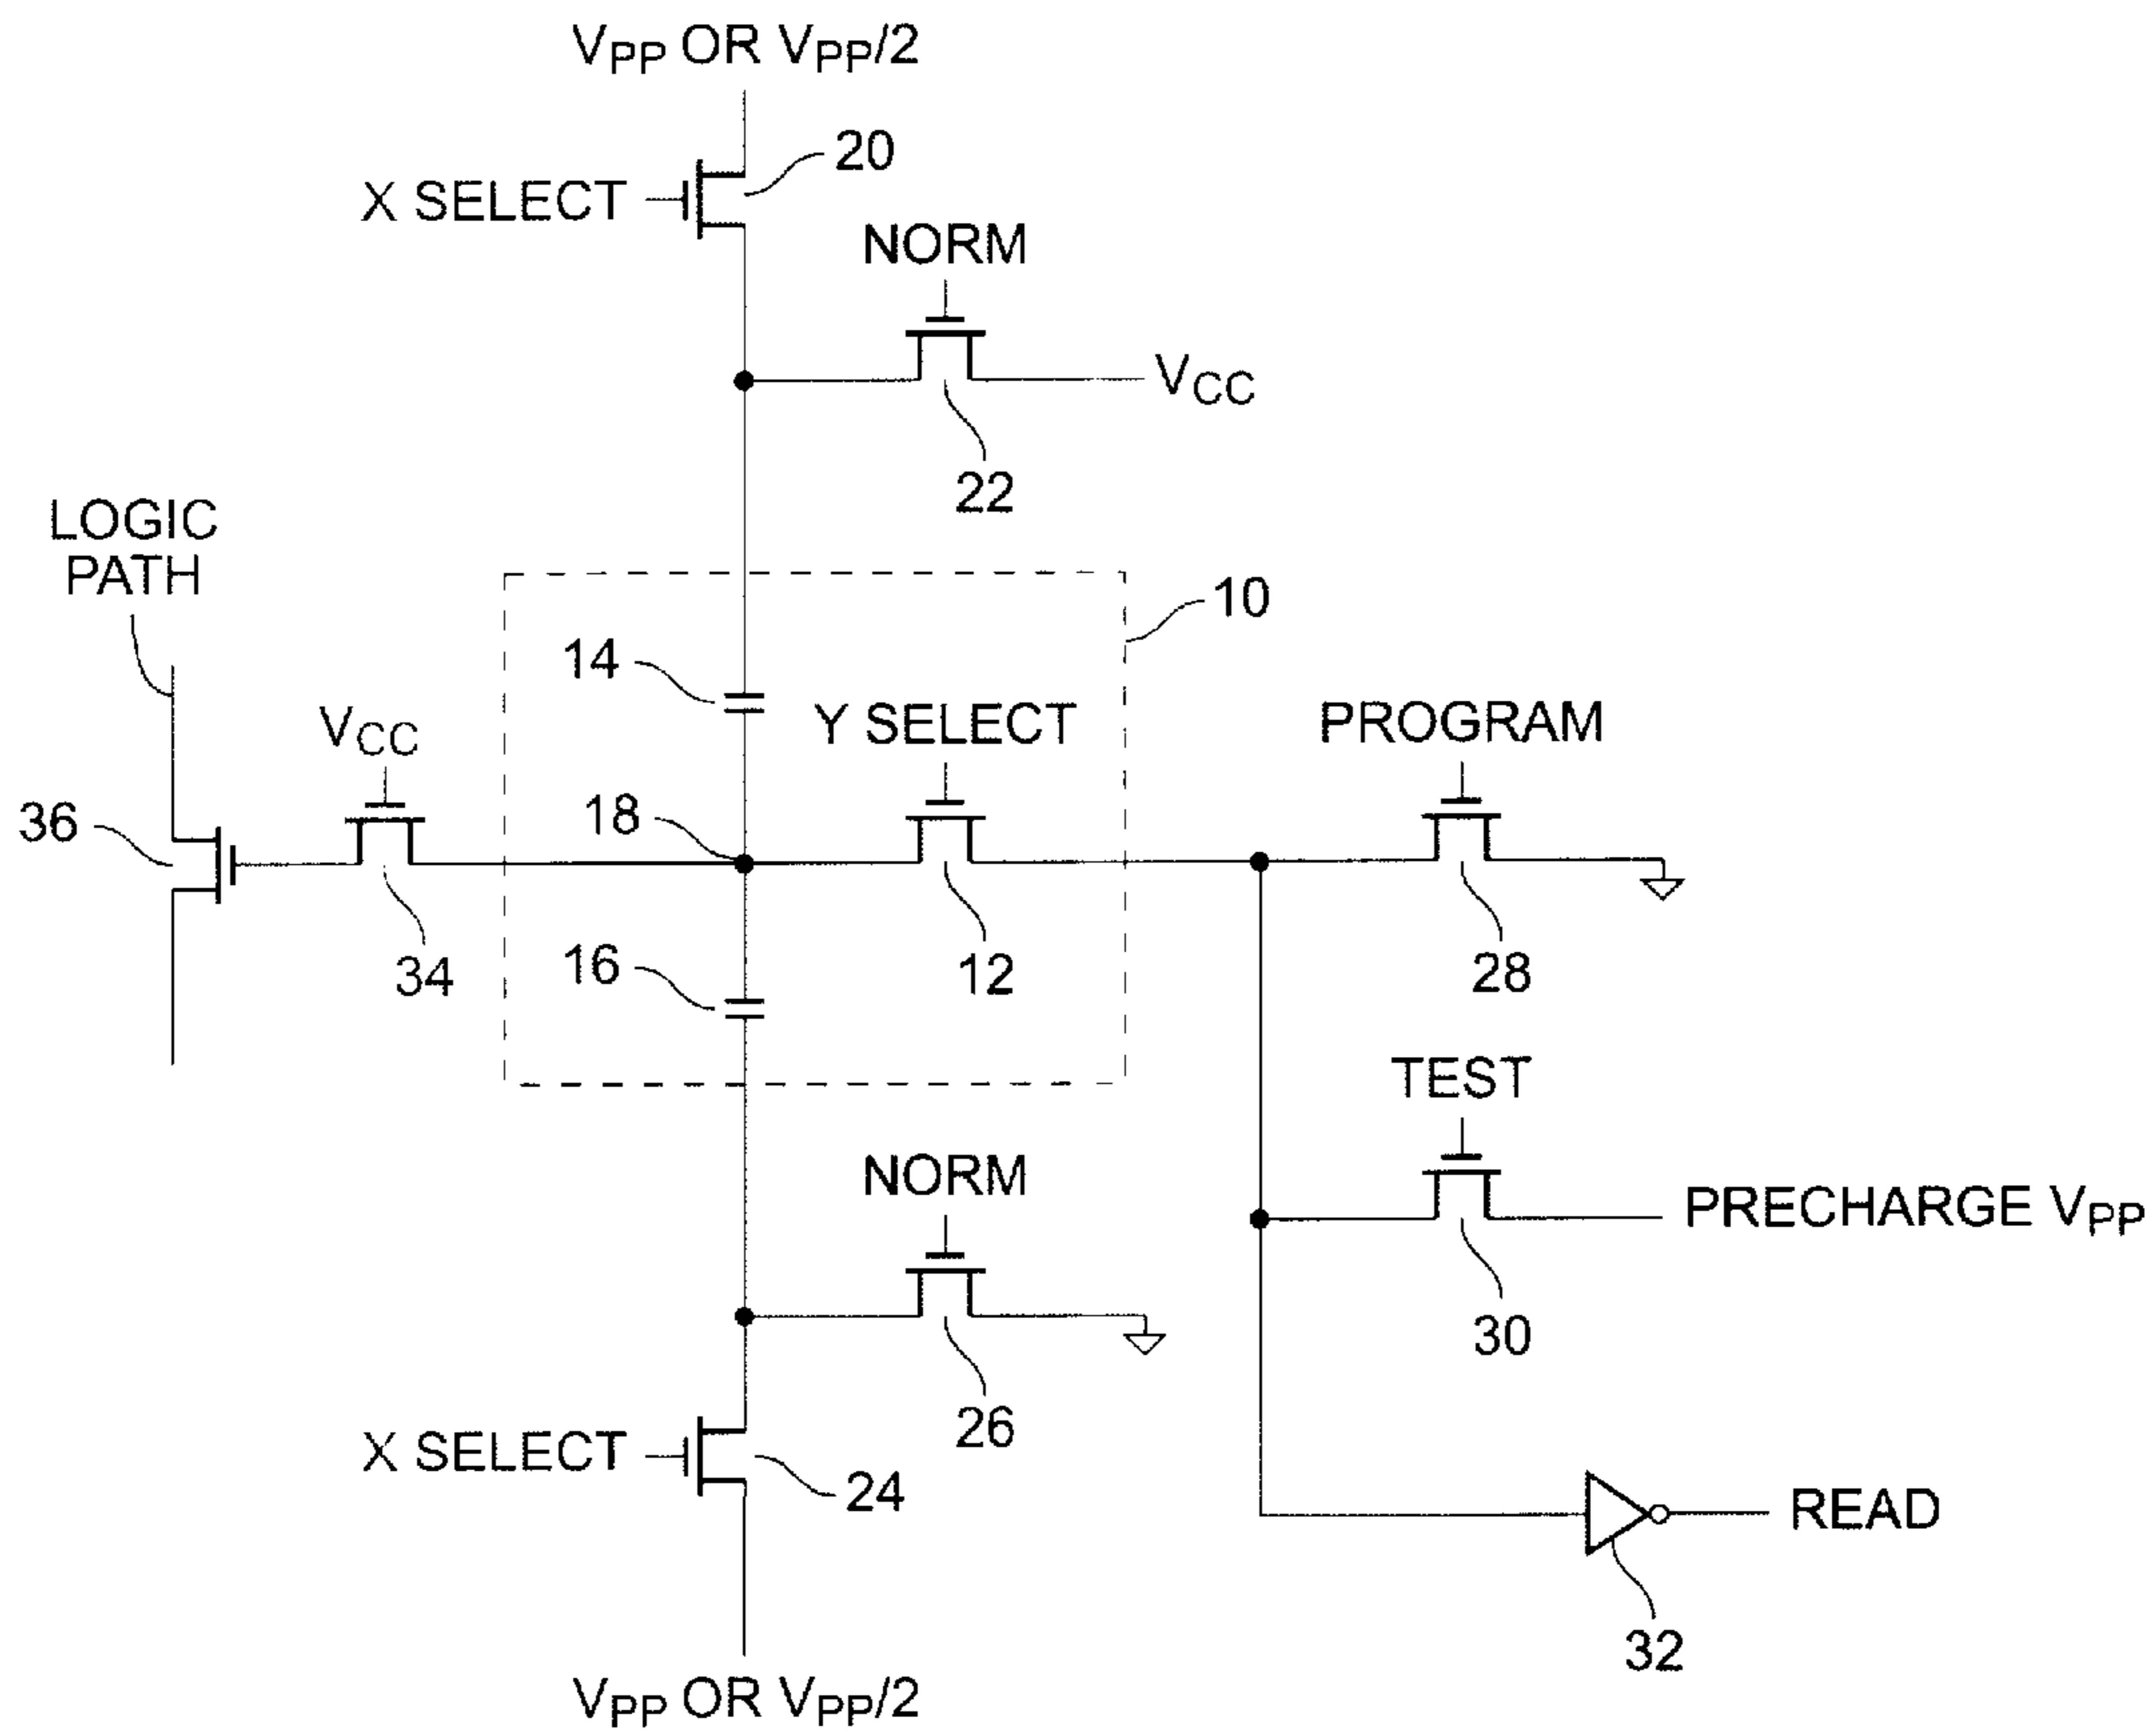 VPP OR VPP/2
20
X SELECT
NORM
VCC
22
LOGIC
PATH
10
14
VCC
Y SELECT
PROGRAM
18
36
34
16
12
28
TEST
NORM
PRECHARGE VPP
30
26
X SELECT
24
READ
32
VPP OR VPP/2